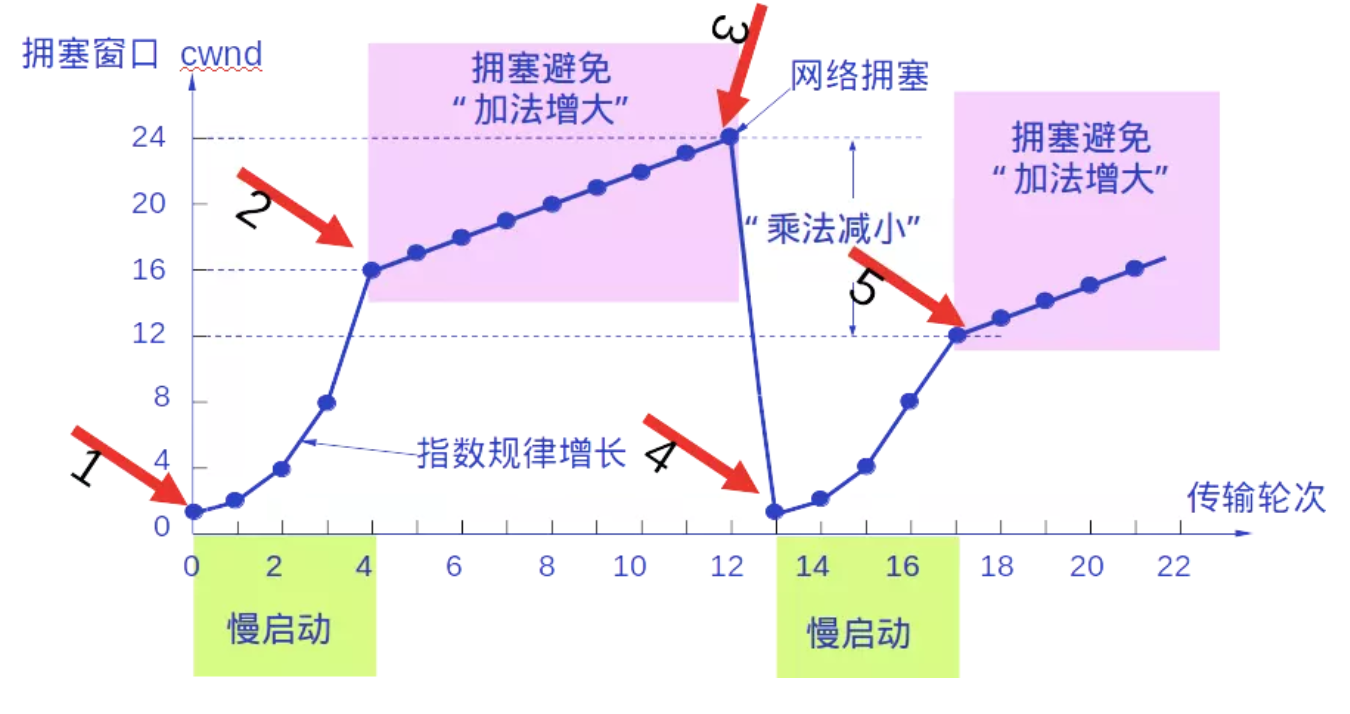 拥塞窗口 cwnd
拥塞避免
“加法增大”
3
网络拥塞
拥塞避免
“加法增大”
24
20
16
12
8
4
0
2
“乘法减小”
5
1
指数规律增长
4
传输轮次
0 2 4 6 8 10 12 14 16 18 20 22
慢启动
慢启动